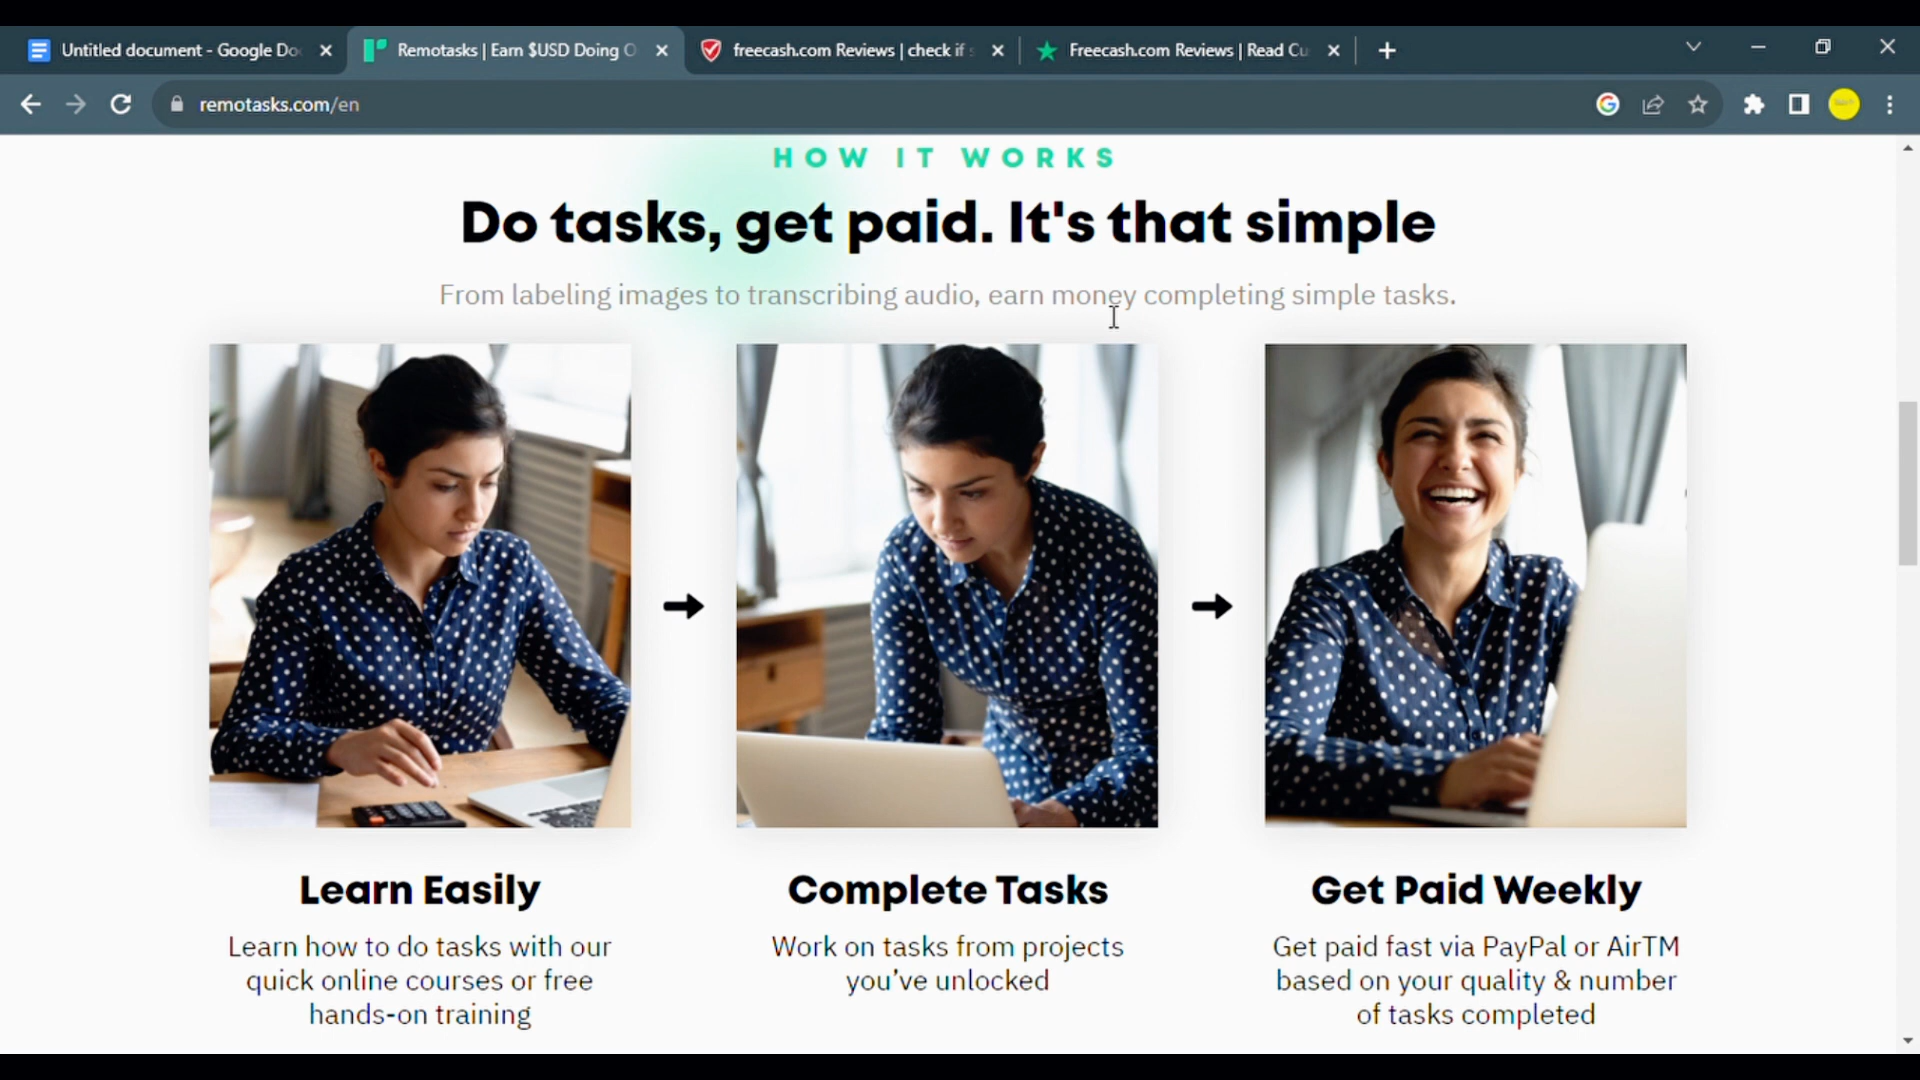 Untitled document - Google Do
Remotasks | Earn $USD Doing O
freecash.com Reviews | check if s
Freecash.com Reviews | Read Cu
remotasks.com/en
HOW IT WORKS
Do tasks, get paid. It's that simple
From labeling images to transcribing audio, earn money completing simple tasks.
Learn Easily
Learn how to do tasks with our
quick online courses or free
hands-on training
Complete Tasks
Work on tasks from projects
you’ve unlocked
Get Paid Weekly
Get paid fast via PayPal or AirTM
based on your quality & number
of tasks completed